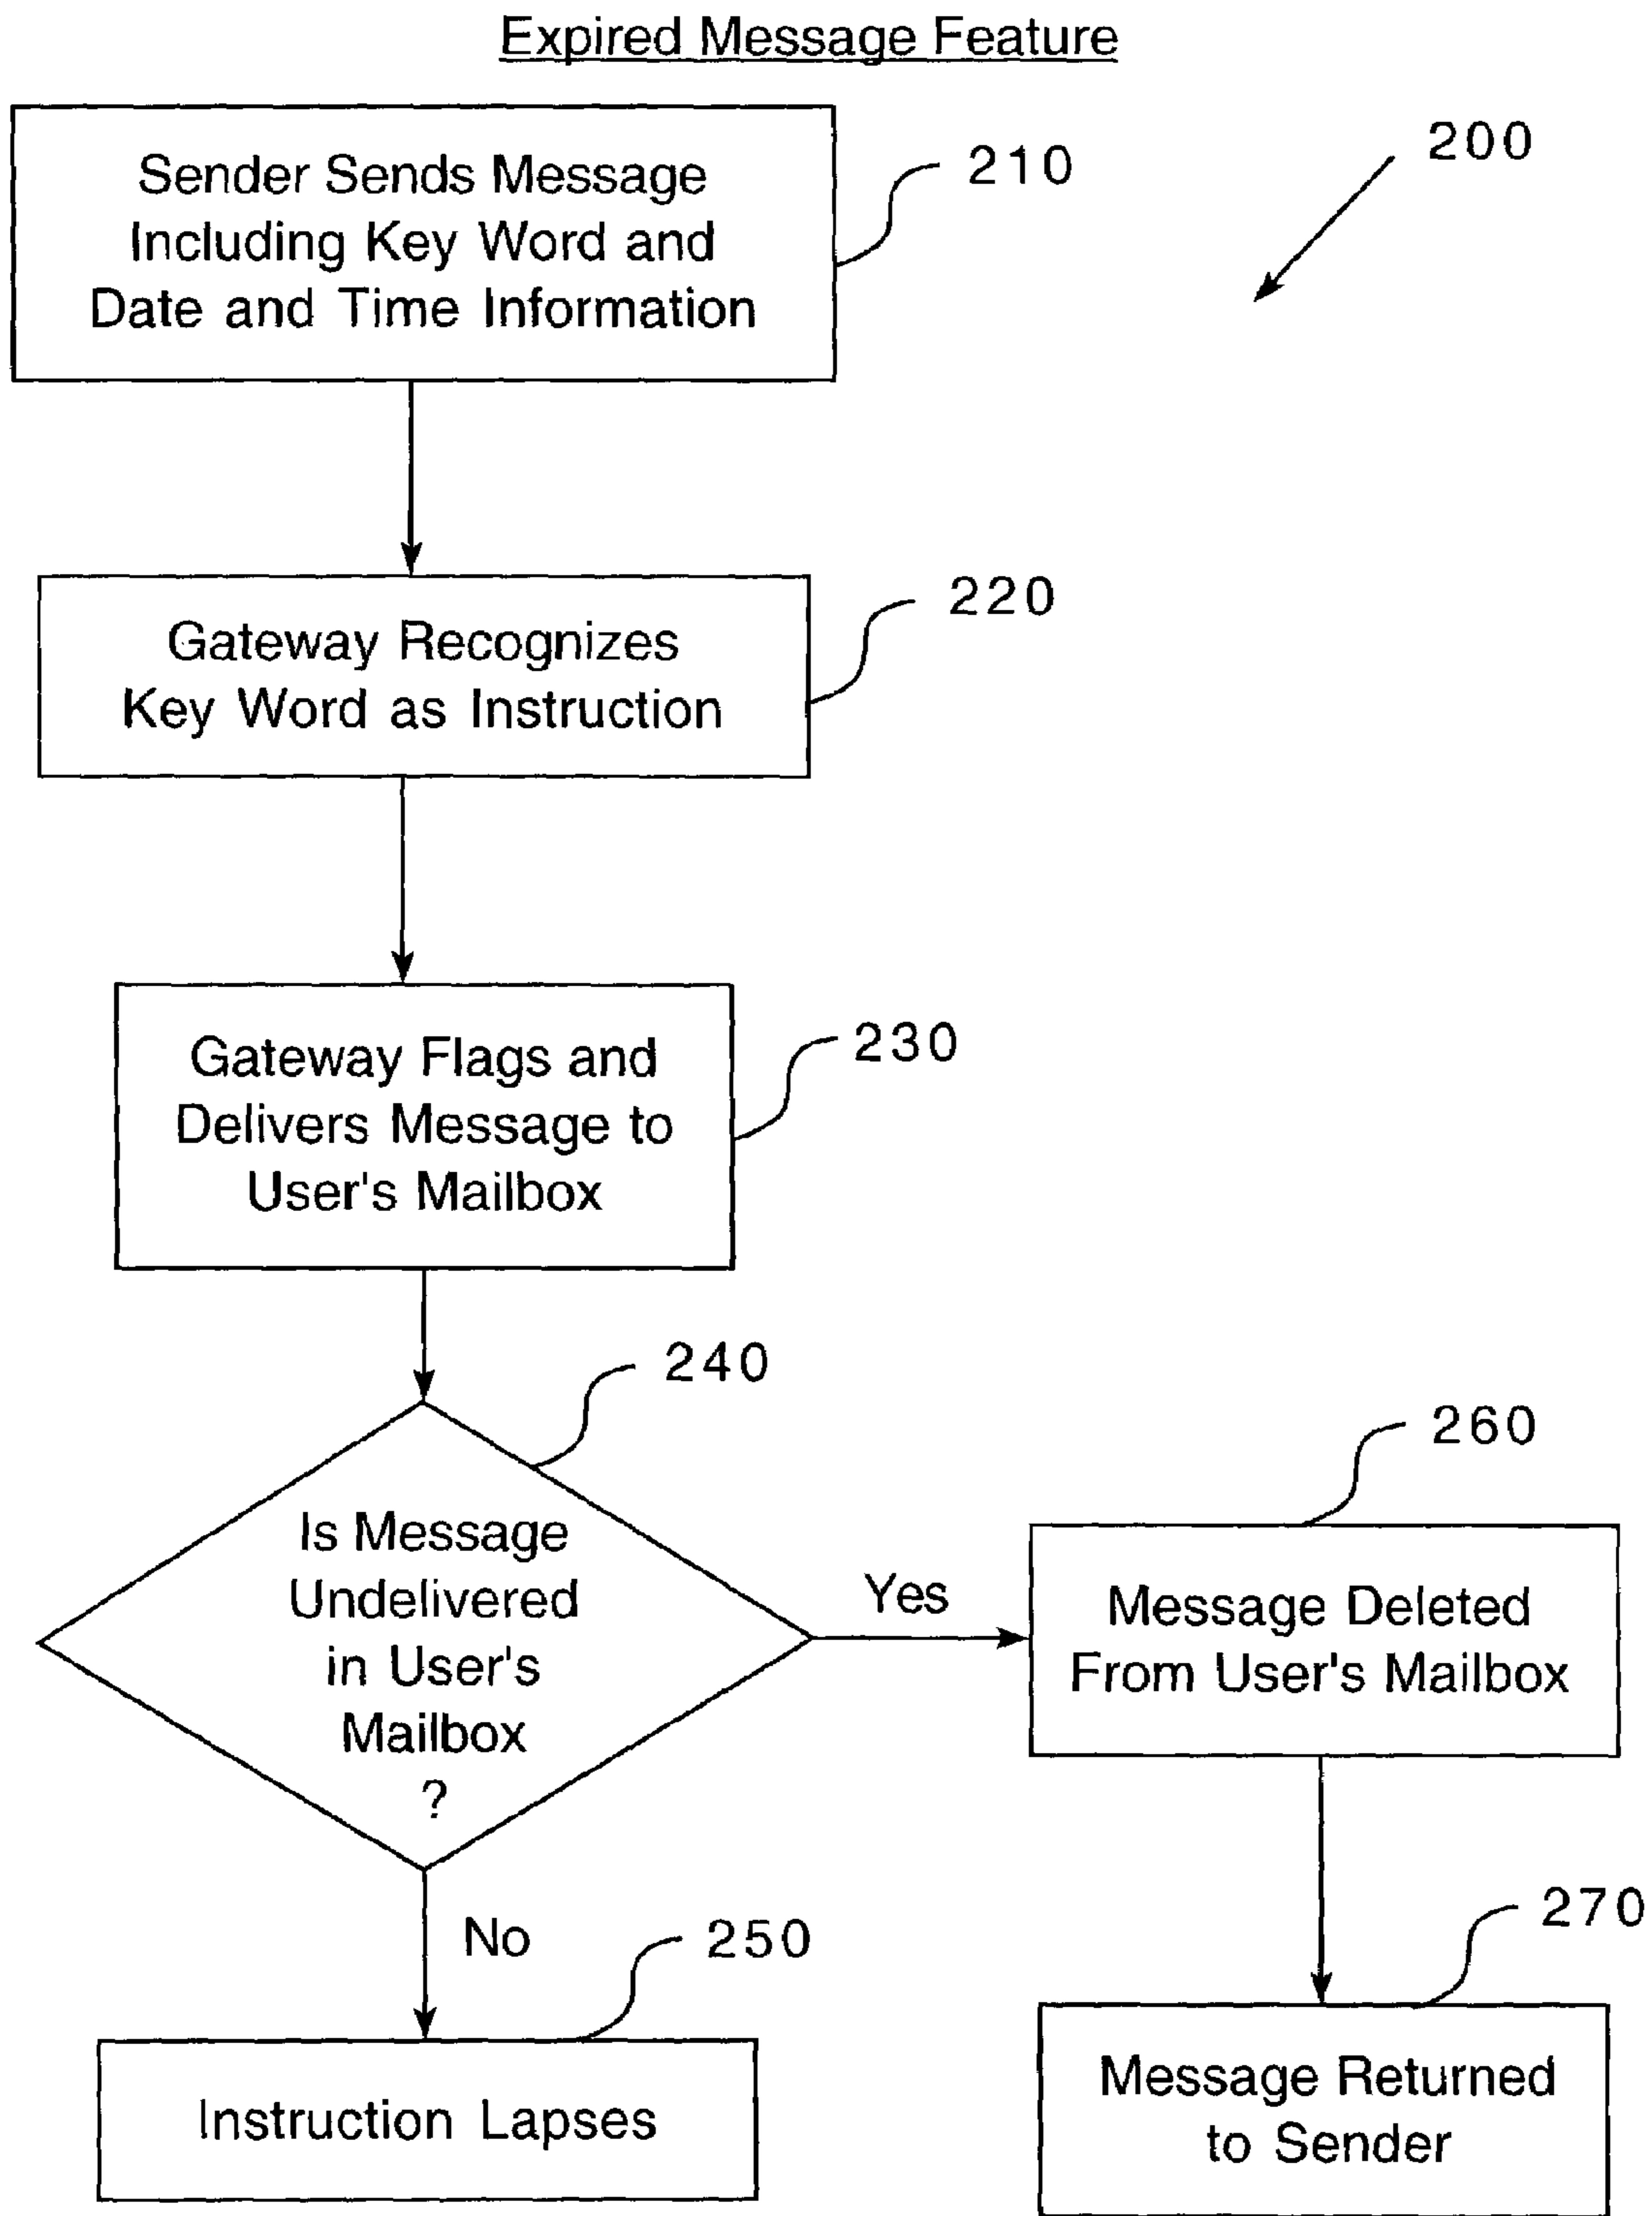 Expired Message Feature
200
Sender Sends Message
Including Key Word and
Date and Time Information
210
Gateway Recognizes
Key Word as Instruction
220
Gateway Flags and
Delivers Message to
User's Mailbox
230
240
Is Message
Undelivered
in User's
Mailbox
?
Yes
260
Message Deleted
From User's Mailbox
No
250
Instruction Lapses
270
Message Returned
to Sender